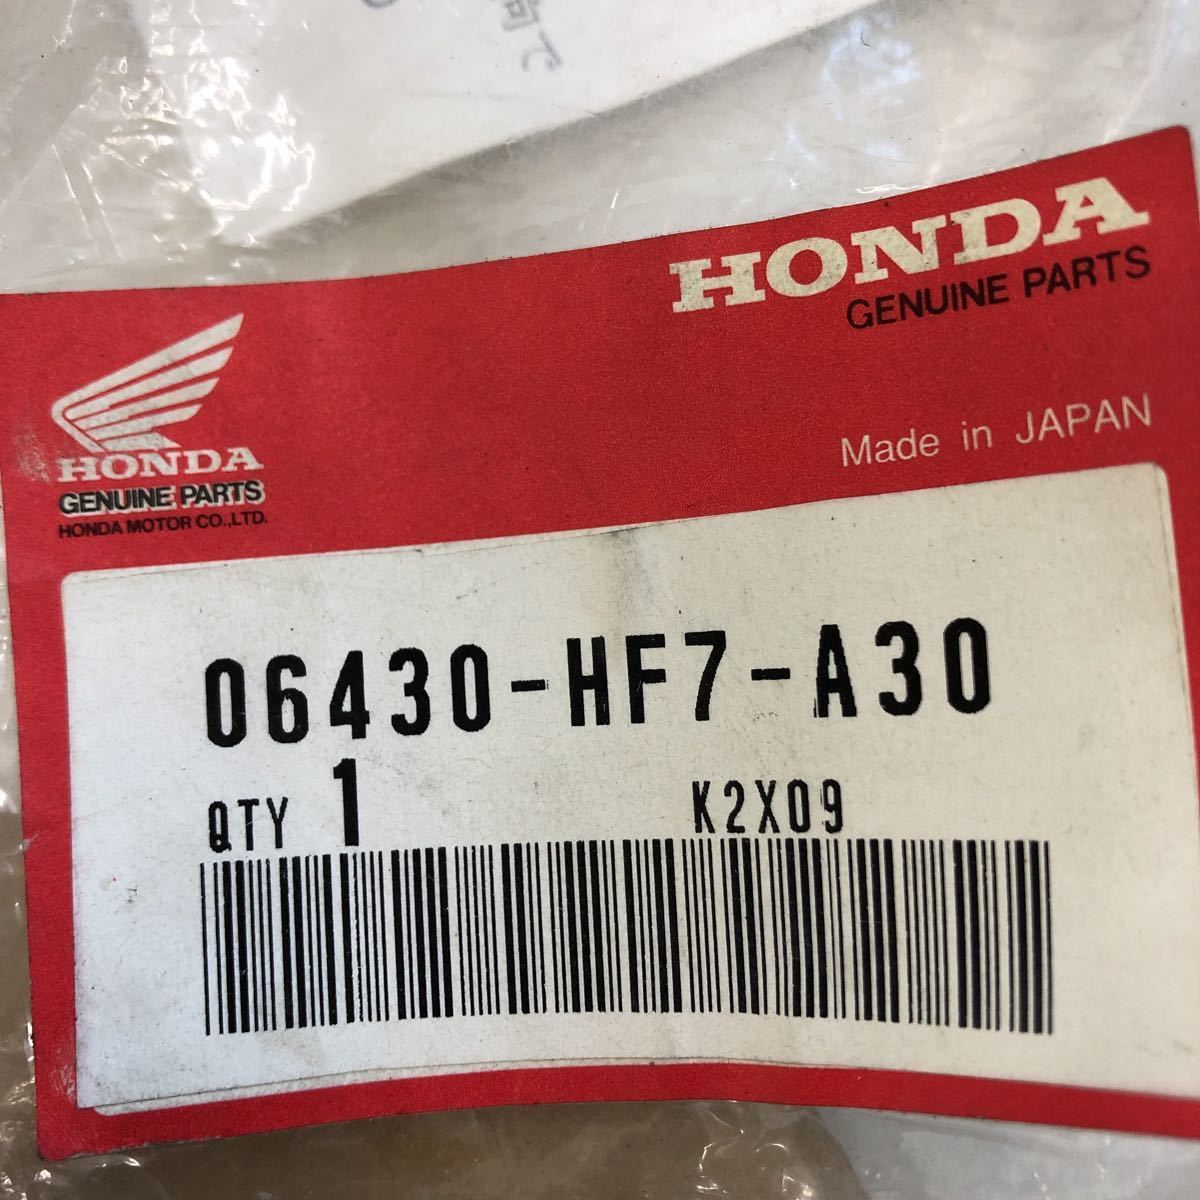 HONDA
GENUINE PARTS
Made in JAPAN
HONDA
GENUINE PARTS
HONDA MOTOR CO.,LTD.
06430-HF7-A30
QTY 1 K2X09